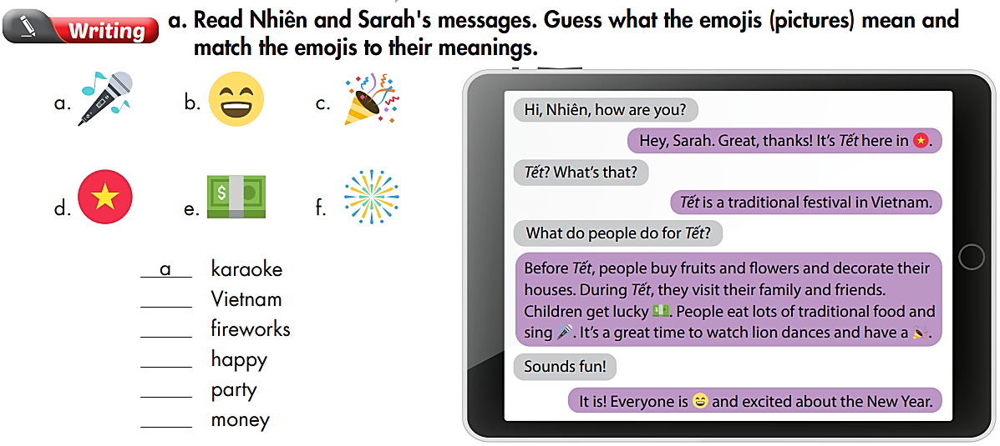 Writing
a. Read Nhiên and Sarah's messages. Guess what the emojis (pictures) mean and
match the emojis to their meanings.
a.
b.
c.
d.
e.
$
f.
a karaoke
Vietnam
fireworks
happy
party
money
Hi, Nhiên, how are you?
Hey, Sarah. Great, thanks! It's Tết here in .
Tết? What's that?
Tết is a traditional festival in Vietnam.
What do people do for Tết?
Before Tết, people buy fruits and flowers and decorate their
houses. During Tết, they visit their family and friends.
Children get lucky $. People eat lots of traditional food and
sing . It's a great time to watch lion dances and have a .
Sounds fun!
It is! Everyone is and excited about the New Year.